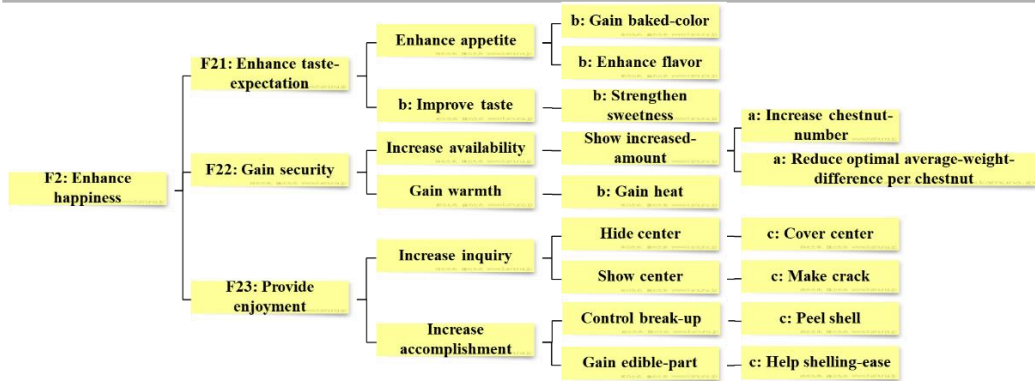 b: Gain baked-color
Enhance appetite
F21: Enhance taste-
expectation
b: Enhance flavor
b: Improve taste
b: Strengthen
sweetness
a: Increase chestnut-
number
F2: Enhance
happiness
F22: Gain security
Increase availability
Show increased-
amount
a: Reduce optimal average-weight-
difference per chestnut
Gain warmth
b: Gain heat
F23: Provide
enjoyment
Increase inquiry
Hide center
c: Cover center
Show center
c: Make crack
Increase
accomplishment
Control break-up
c: Peel shell
Gain edible-part
c: Help shelling-ease